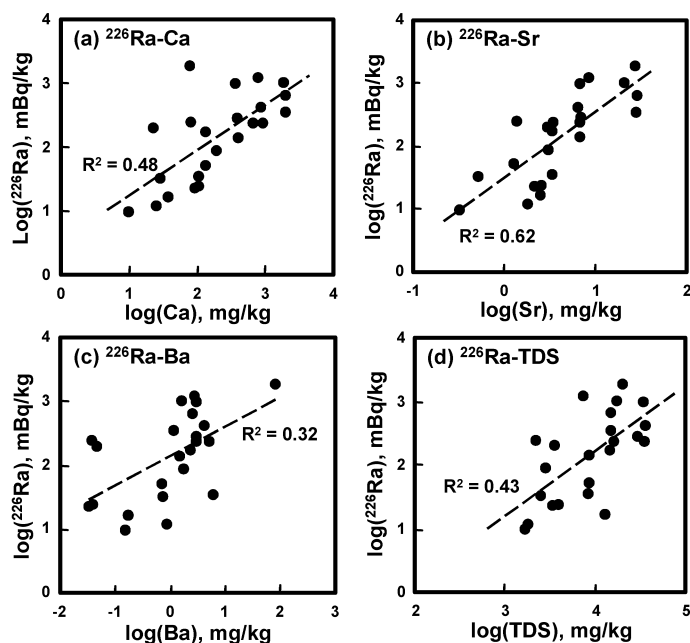 (a) ²²⁶Ra-Ca
Log(²²⁶Ra), mBq/kg
4
3
2
1
0
R² = 0.48
0 1 2 3 4
log(Ca), mg/kg
(b) ²²⁶Ra-Sr
log(²²⁶Ra), mBq/kg
4
3
2
1
0
R² = 0.62
-1 0 1 2
log(Sr), mg/kg
(c) ²²⁶Ra-Ba
log(²²⁶Ra), mBq/kg
4
3
2
1
0
R² = 0.32
-2 -1 0 1 2 3
log(Ba), mg/kg
(d) ²²⁶Ra-TDS
log(²²⁶Ra), mBq/kg
4
3
2
1
0
R² = 0.43
2 3 4 5
log(TDS), mg/kg